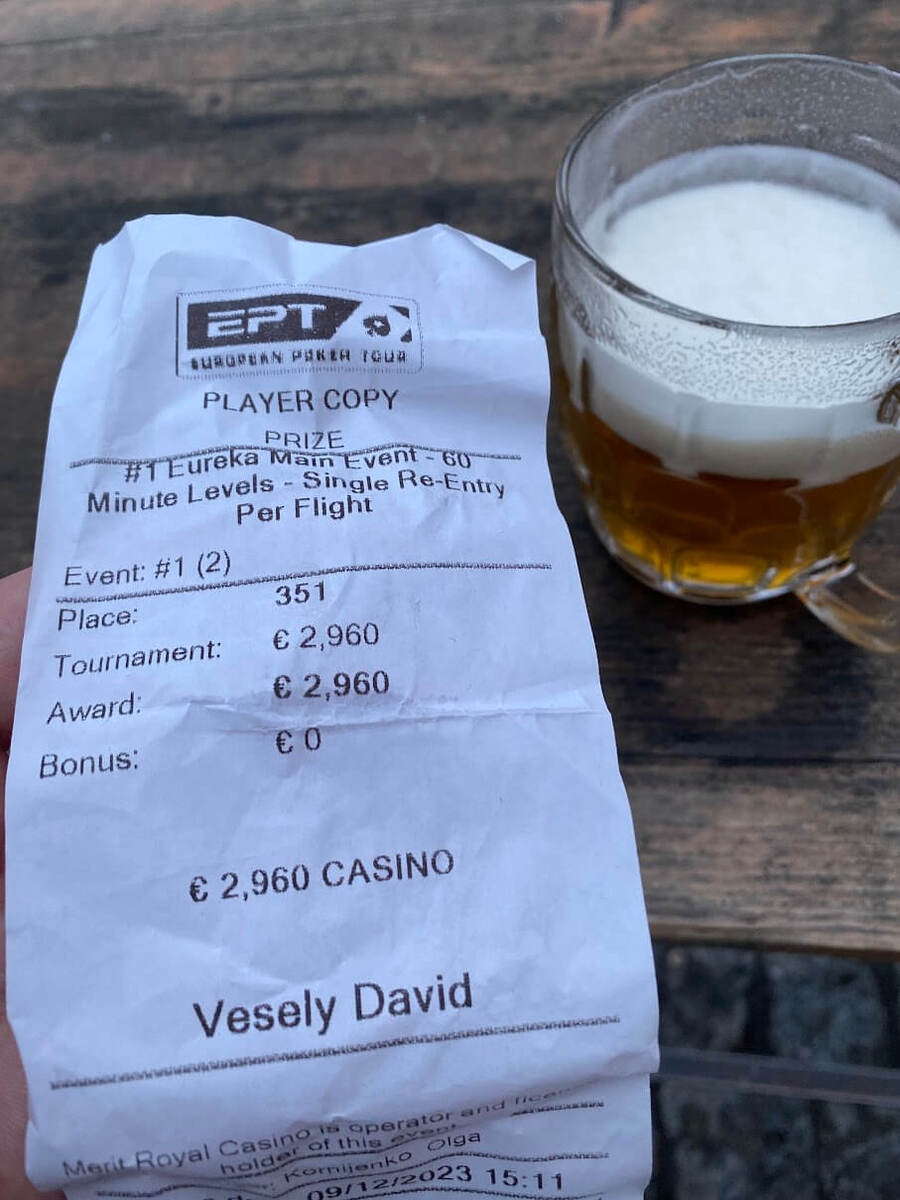 EPT
EUROPEAN POKER TOUR
PLAYER COPY
PRIZE
#1 Eureka Main Event - 60
Minute Levels - Single Re-Entry
Per Flight
Event: #1 (2)
Place: 351
Tournament: € 2,960
Award: € 2,960
Bonus: € 0
€ 2,960 CASINO
Vesely David
Merit Royal Casino is operator and
holder of this event
Kornijenko Olga
09/12/2023 15:11